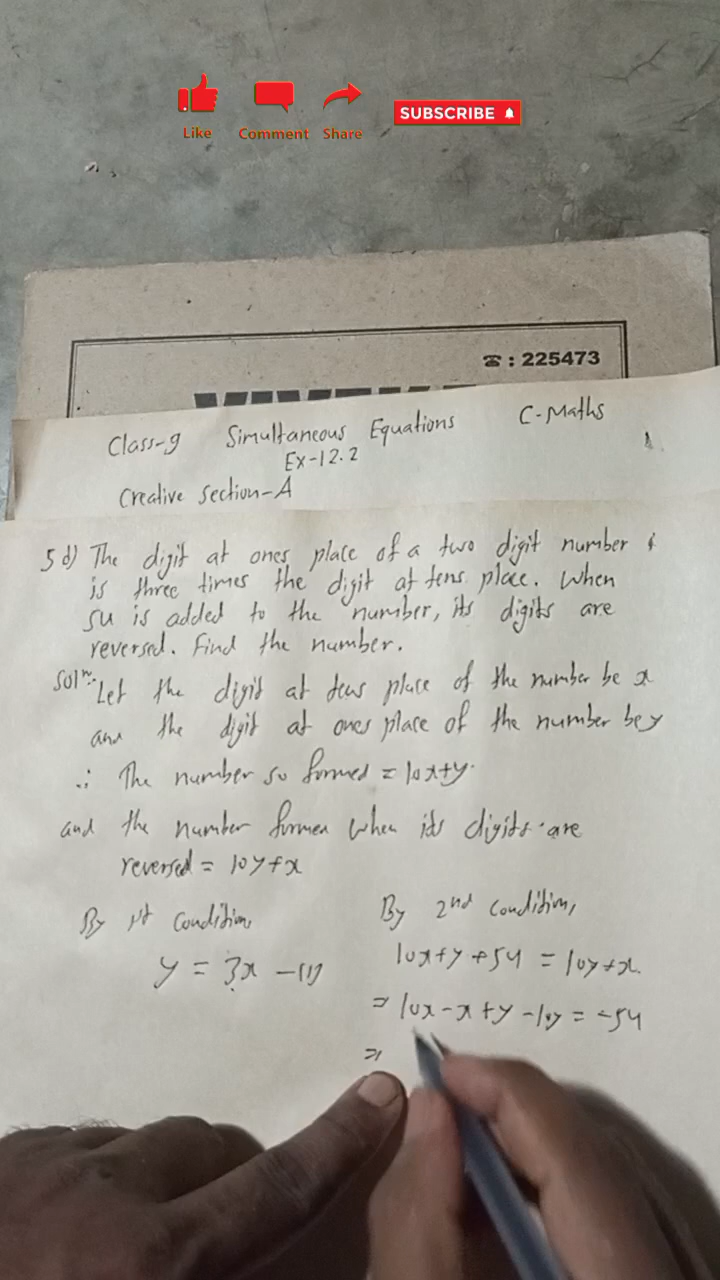 Like Comment Share SUBSCRIBE
☎ : 225473
Class-9 Simultaneous Equations C-Maths
Ex-12.2
Creative section-A
5 d) The digit at ones place of a two digit number
is three times the digit at tens place. When
54 is added to the number, its digits are
reversed. Find the number.
Solⁿ: Let the digit at tens place of the number be x
and the digit at ones place of the number be y
∴ The number so formed = 10x+y.
and the number formed when its digits are
reversed = 10y+x
By 1st condition,
y = 3x -(1)
By 2nd condition,
10x+y+54 = 10y+x.
⇒ 10x-x+y-10y = -54
⇒